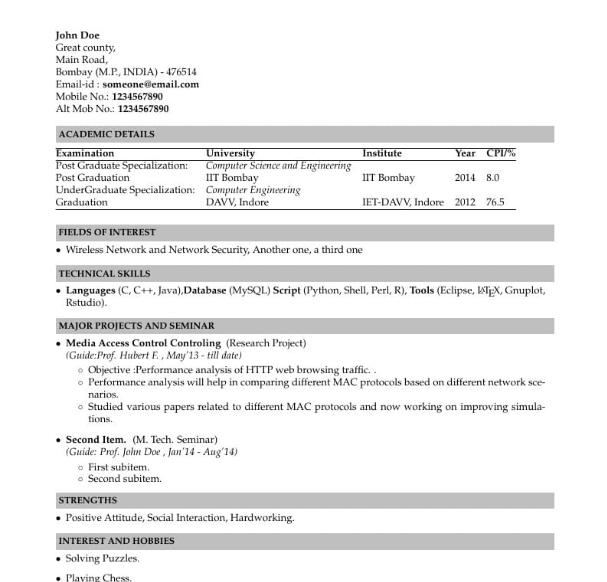 John Doe
Great county,
Main Road,
Bombay (M.P., INDIA) - 476514
Email-id : someone@email.com
Mobile No.: 1234567890
Alt Mob No.: 1234567890
ACADEMIC DETAILS
Examination University Institute Year CPI/%
Post Graduate Specialization: Computer Science and Engineering
Post Graduation IIT Bombay IIT Bombay 2014 8.0
UnderGraduate Specialization: Computer Engineering
Graduation DAVV, Indore IET-DAVV, Indore 2012 76.5
FIELDS OF INTEREST
• Wireless Network and Network Security, Another one, a third one
TECHNICAL SKILLS
• Languages (C, C++, Java),Database (MySQL) Script (Python, Shell, Perl, R), Tools (Eclipse, LATEX, Gnuplot,
Rstudio).
MAJOR PROJECTS AND SEMINAR
• Media Access Control Controling (Research Project)
(Guide:Prof. Hubert F. , May'13 - till date)
◦ Objective :Performance analysis of HTTP web browsing traffic. .
◦ Performance analysis will help in comparing different MAC protocols based on different network sce-
narios.
◦ Studied various papers related to different MAC protocols and now working on improving simula-
tions.
• Second Item. (M. Tech. Seminar)
(Guide: Prof. John Doe , Jan'14 - Aug'14)
◦ First subitem.
◦ Second subitem.
STRENGTHS
• Positive Attitude, Social Interaction, Hardworking.
INTEREST AND HOBBIES
• Solving Puzzles.
• Playing Chess.